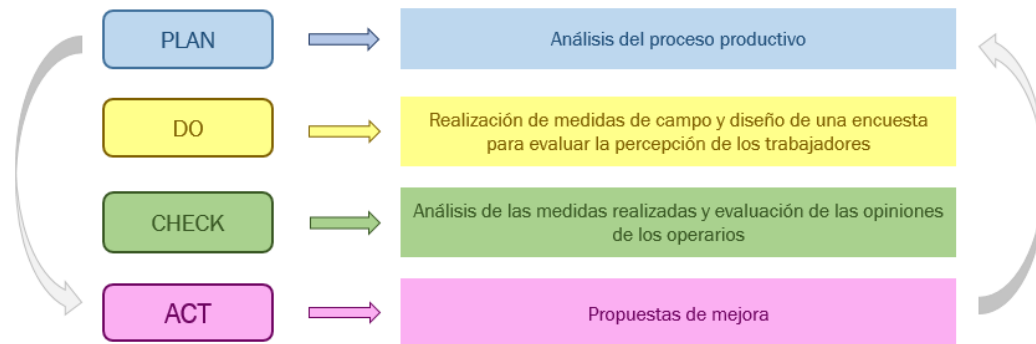 PLAN
Análisis del proceso productivo
DO
Realización de medidas de campo y diseño de una encuesta
para evaluar la percepción de los trabajadores
CHECK
Análisis de las medidas realizadas y evaluación de las opiniones
de los operarios
ACT
Propuestas de mejora